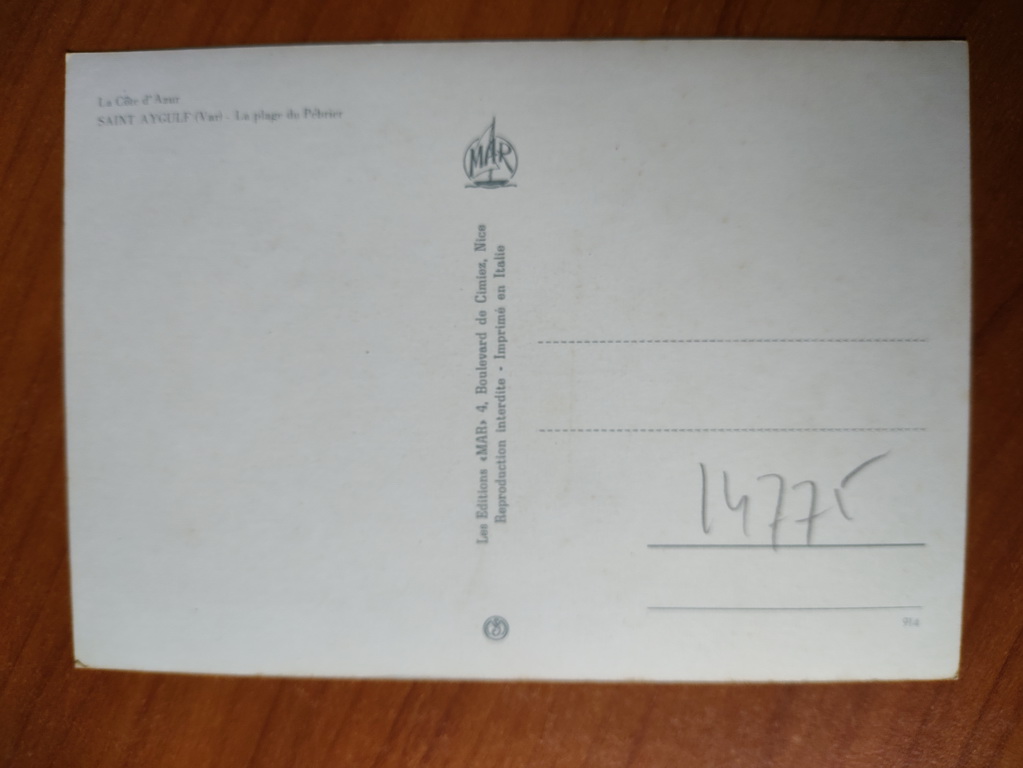 La Côte d'Azur
SAINT AYGULF (Var) - La plage du Pébrier
MAR
Les Editions «MAR» 4, Boulevard de Cimiez, Nice
Reproduction interdite - Imprimé en Italie
14775